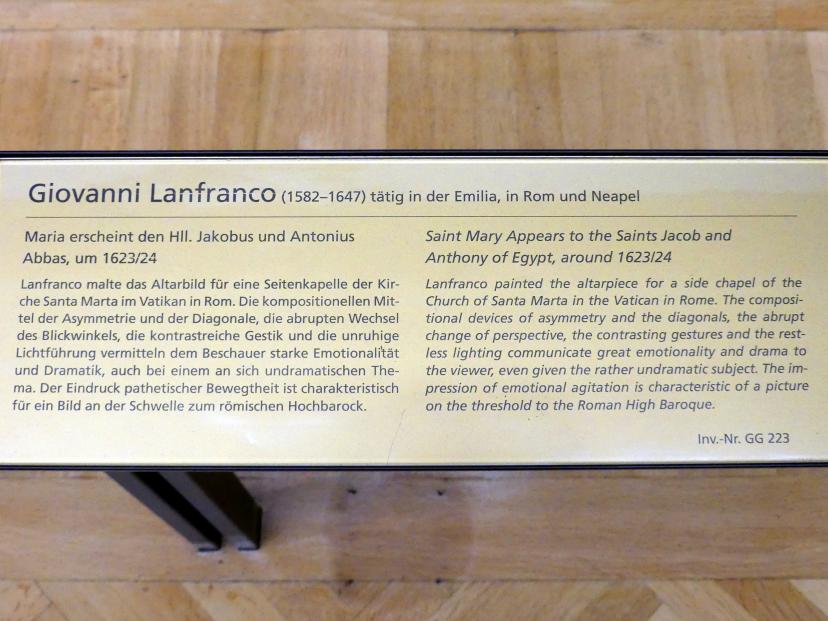 Giovanni Lanfranco (1582–1647) tätig in der Emilia, in Rom und Neapel
Maria erscheint den Hll. Jakobus und Antonius
Abbas, um 1623/24
Lanfranco malte das Altarbild für eine Seitenkapelle der Kir-
che Santa Marta im Vatikan in Rom. Die kompositionellen Mit-
tel der Asymmetrie und der Diagonale, die abrupten Wechsel
des Blickwinkels, die kontrastreiche Gestik und die unruhige
Lichtführung vermitteln dem Beschauer starke Emotionalität
und Dramatik, auch bei einem an sich undramatischen The-
ma. Der Eindruck pathetischer Bewegtheit ist charakteristisch
für ein Bild an der Schwelle zum römischen Hochbarock.
Saint Mary Appears to the Saints Jacob and
Anthony of Egypt, around 1623/24
Lanfranco painted the altarpiece for a side chapel of the
Church of Santa Marta in the Vatican in Rome. The composi-
tional devices of asymmetry and the diagonals, the abrupt
change of perspective, the contrasting gestures and the rest-
less lighting communicate great emotionality and drama to
the viewer, even given the rather undramatic subject. The im-
pression of emotional agitation is characteristic of a picture
on the threshold to the Roman High Baroque.
Inv.-Nr. GG 223